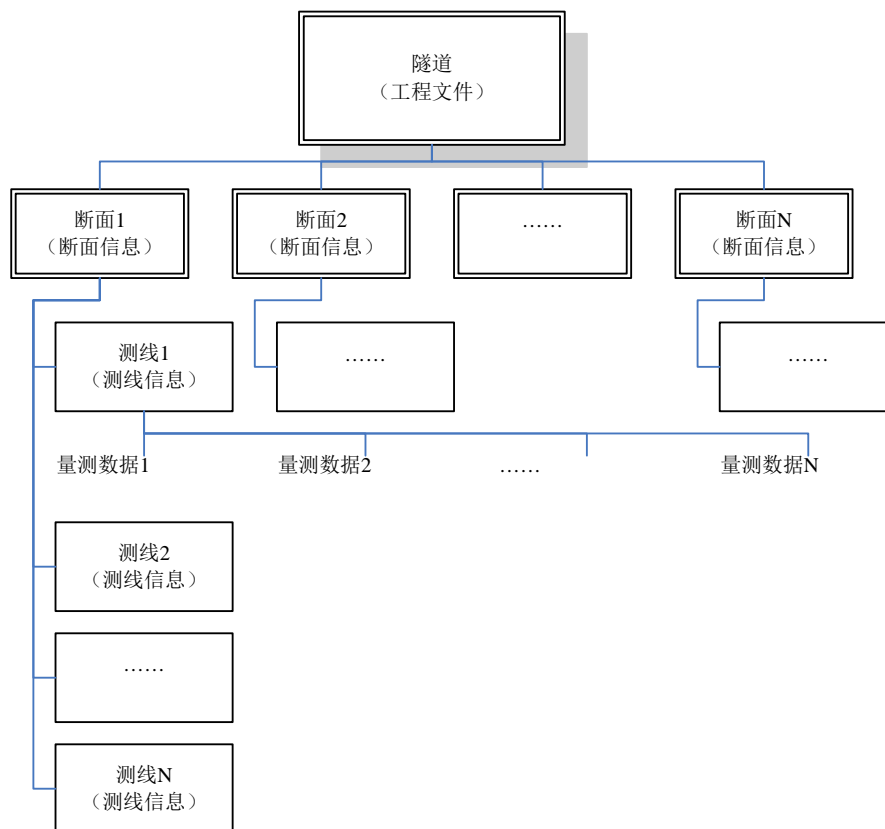 隧道
（工程文件）
断面1
（断面信息）
断面2
（断面信息）
……
断面N
（断面信息）
测线1
（测线信息）
……
……
量测数据1
量测数据2
……
量测数据N
测线2
（测线信息）
……
测线N
（测线信息）